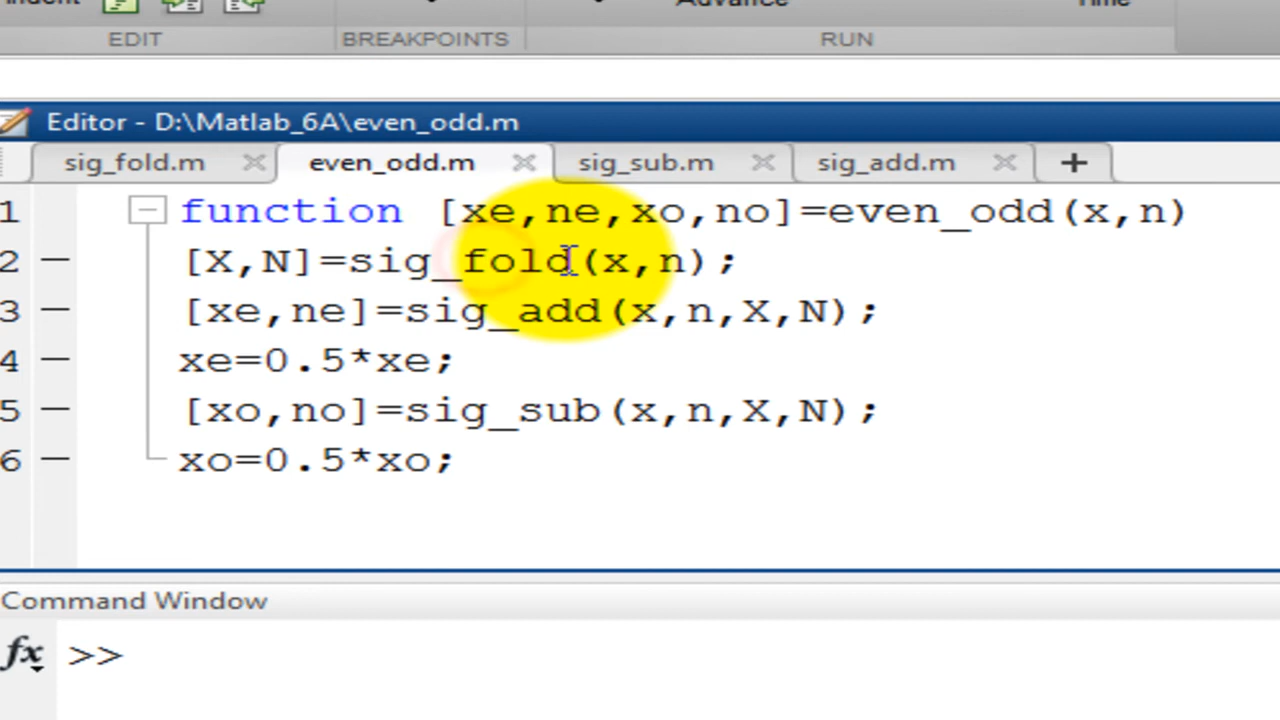 Advance
Time
EDIT
BREAKPOINTS
RUN
Editor - D:\Matlab_6A\even_odd.m
sig_fold.m
even_odd.m
sig_sub.m
sig_add.m
+
1 function [xe,ne,xo,no]=even_odd(x,n)
2 [X,N]=sig_fold(x,n);
3 [xe,ne]=sig_add(x,n,X,N);
4 xe=0.5*xe;
5 [xo,no]=sig_sub(x,n,X,N);
6 xo=0.5*xo;
Command Window
fx >>